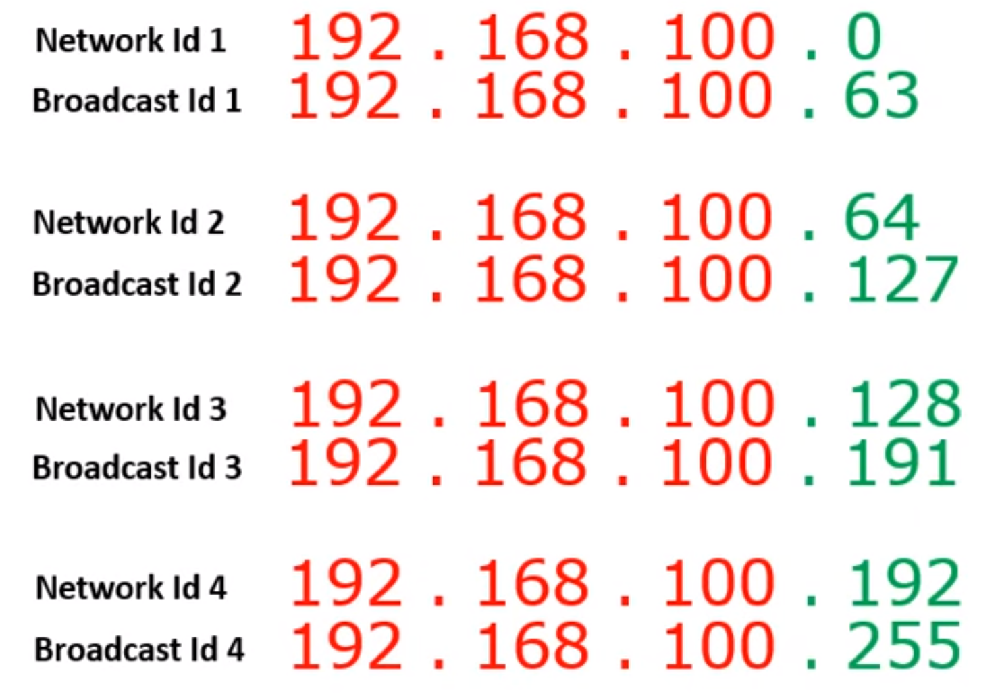 Network Id 1 192 . 168 . 100 . 0
Broadcast Id 1 192 . 168 . 100 . 63
Network Id 2 192 . 168 . 100 . 64
Broadcast Id 2 192 . 168 . 100 . 127
Network Id 3 192 . 168 . 100 . 128
Broadcast Id 3 192 . 168 . 100 . 191
Network Id 4 192 . 168 . 100 . 192
Broadcast Id 4 192 . 168 . 100 . 255